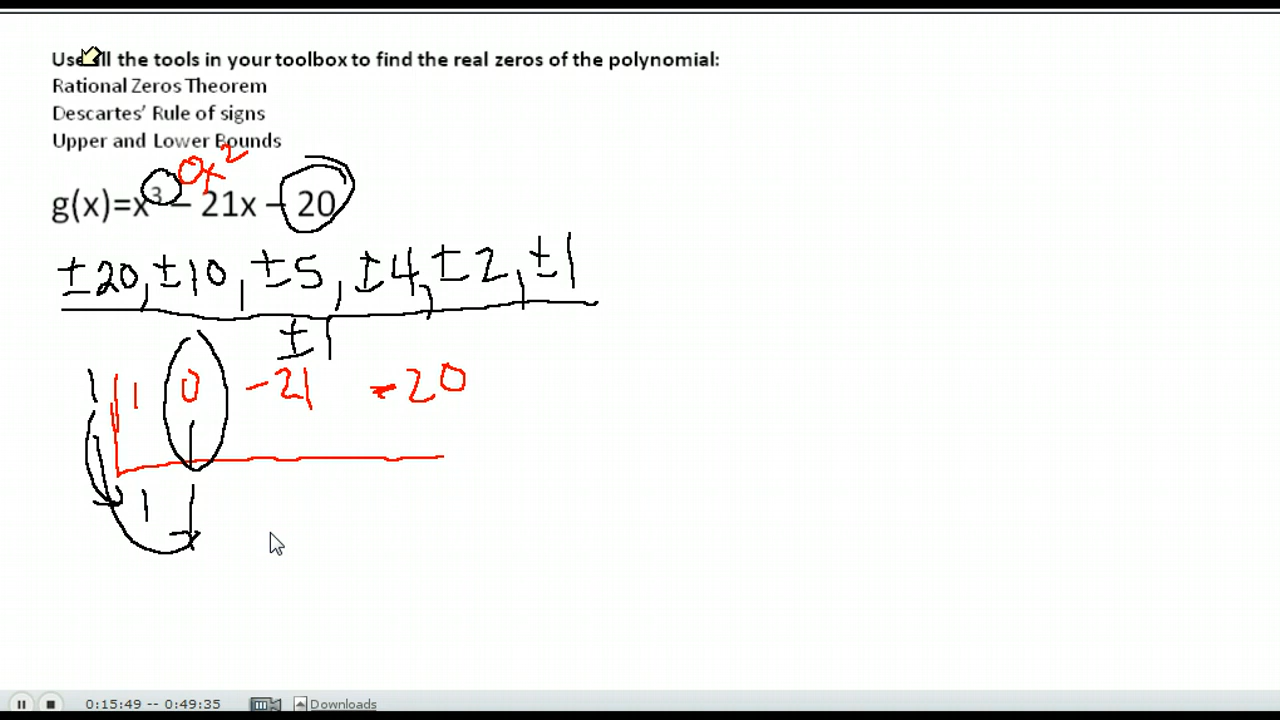 Use all the tools in your toolbox to find the real zeros of the polynomial:
Rational Zeros Theorem
Descartes’ Rule of signs
Upper and Lower Bounds
0x²
g(x)=x³ – 21x – 20
±20, ±10, ±5, ±4, ±2, ±1
±1
1 1 0 -21 -20
1
1 1
0:15:49 -- 0:49:35 Downloads